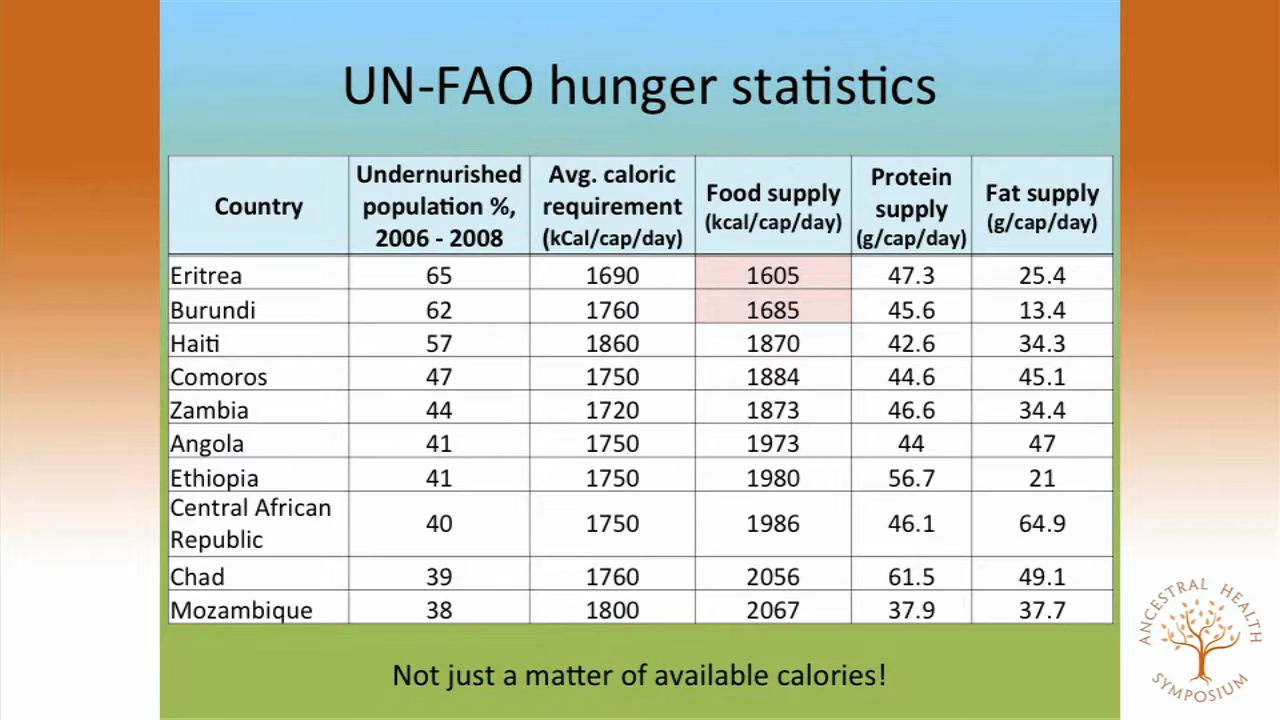 UN-FAO hunger statistics
Country Undernurished population %, 2006 - 2008 Avg. caloric requirement (kCal/cap/day) Food supply (kcal/cap/day) Protein supply (g/cap/day) Fat supply (g/cap/day)
Eritrea 65 1690 1605 47.3 25.4
Burundi 62 1760 1685 45.6 13.4
Haiti 57 1860 1870 42.6 34.3
Comoros 47 1750 1884 44.6 45.1
Zambia 44 1720 1873 46.6 34.4
Angola 41 1750 1973 44 47
Ethiopia 41 1750 1980 56.7 21
Central African Republic 40 1750 1986 46.1 64.9
Chad 39 1760 2056 61.5 49.1
Mozambique 38 1800 2067 37.9 37.7
Not just a matter of available calories!
ANCESTRAL HEALTH
SYMPOSIUM